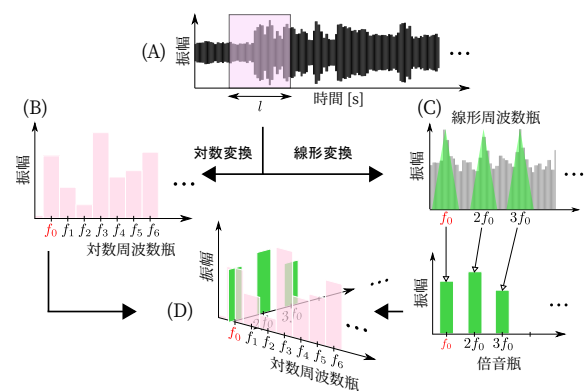 (A)
振幅
...
時間 [s]
l
(B)
振幅
...
f0 f1 f2 f3 f4 f5 f6
対数周波数瓶
対数変換
線形変換
(C)
線形周波数瓶
振幅
...
f0 2f0 3f0
(D)
振幅
...
2f0 3f0
f0 f1 f2 f3 f4 f5 f6
...
対数周波数瓶
振幅
...
f0 2f0 3f0
倍音瓶